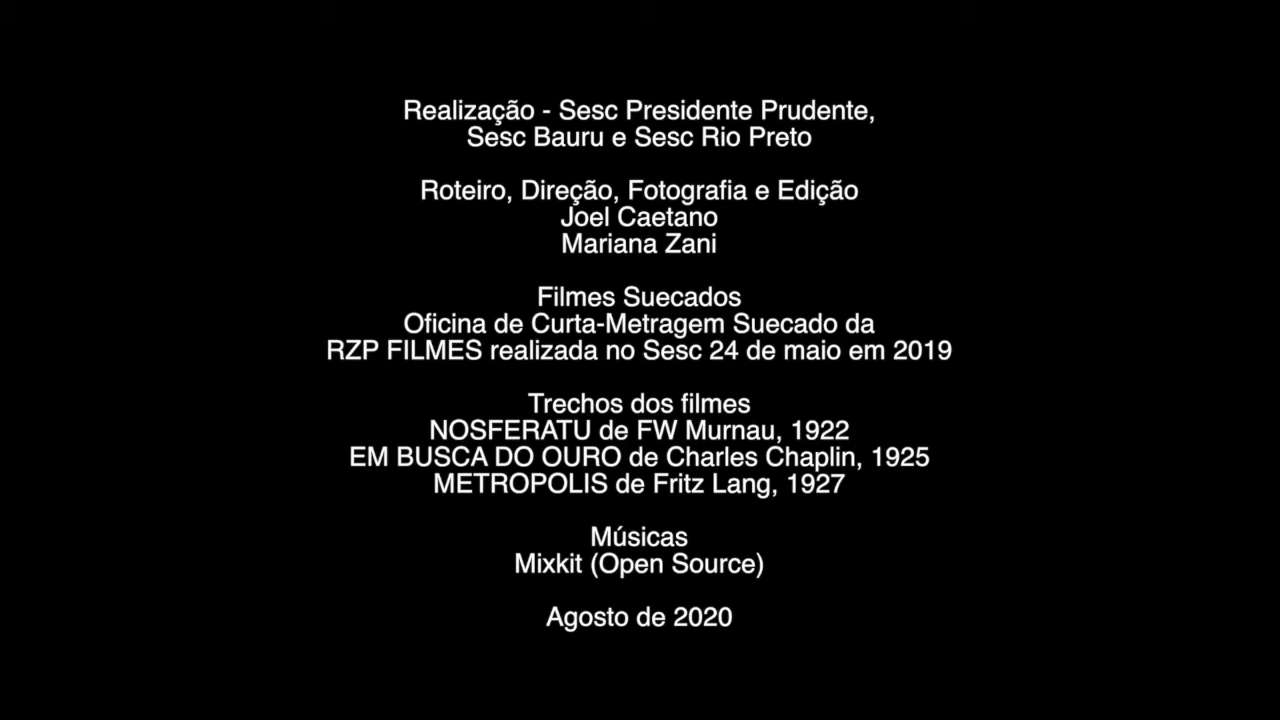 Realização - Sesc Presidente Prudente,
Sesc Bauru e Sesc Rio Preto
Roteiro, Direção, Fotografia e Edição
Joel Caetano
Mariana Zani
Filmes Suecados
Oficina de Curta-Metragem Suecado da
RZP FILMES realizada no Sesc 24 de maio em 2019
Trechos dos filmes
NOSFERATU de FW Murnau, 1922
EM BUSCA DO OURO de Charles Chaplin, 1925
METROPOLIS de Fritz Lang, 1927
Músicas
Mixkit (Open Source)
Agosto de 2020